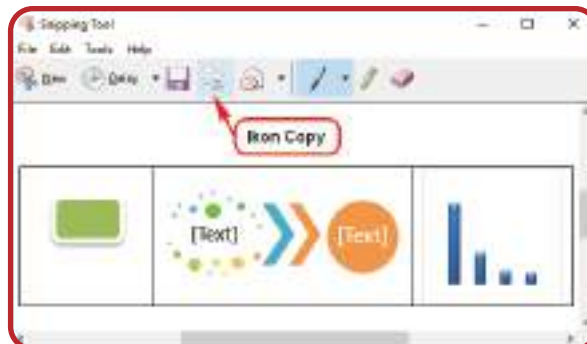 Snipping Tool
File Edit Tools Help
New Delay
Ikon Copy
[Text] [Text]